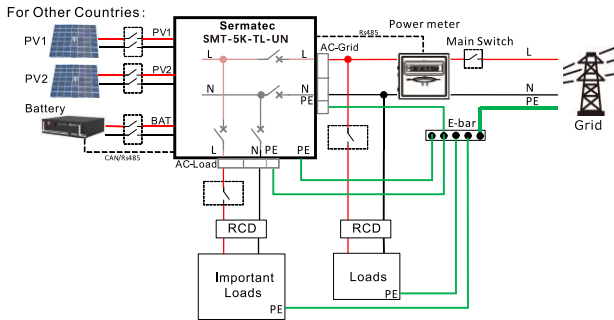 For Other Countries:
PV1
PV1
PV2
PV2
Battery
BAT
CAN/Rs485
Sermatec
SMT-5K-TL-UN
L
L
N
N
PE
L
N
PE
PE
AC-Grid
AC-Load
Rs485
Power meter
Main Switch
L
N
PE
Grid
E-bar
RCD
RCD
Important
Loads
PE
Loads
PE